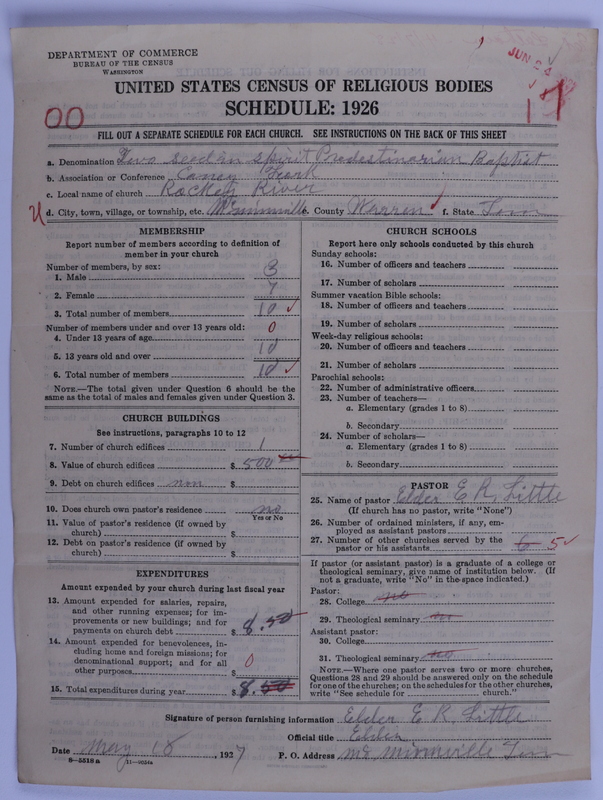 DEPARTMENT OF COMMERCE
BUREAU OF THE CENSUS
WASHINGTON
JUN 24
UNITED STATES CENSUS OF RELIGIOUS BODIES
SCHEDULE: 1926
00
11
FILL OUT A SEPARATE SCHEDULE FOR EACH CHURCH. SEE INSTRUCTIONS ON THE BACK OF THIS SHEET
a. Denomination Two seed in spirit Predestinarian Baptist
b. Association or Conference Caney Fork
c. Local name of church Rockey River
d. City, town, village, or township, etc. McMinnville e. County Warren f. State Tenn
MEMBERSHIP
Report number of members according to definition of
member in your church
Number of members, by sex:
1. Male 3
2. Female 7
3. Total number of members 10
Number of members under and over 13 years old:
4. Under 13 years of age 0
5. 13 years old and over 10
6. Total number of members 10
NOTE.—The total given under Question 6 should be the
same as the total of males and females given under Question 3.
CHURCH BUILDINGS
See instructions, paragraphs 10 to 12
7. Number of church edifices 1
8. Value of church edifices $ 500
9. Debt on church edifices non $
10. Does church own pastor's residence? no
Yes or No
11. Value of pastor's residence (if owned by
church) $
12. Debt on pastor's residence (if owned by
church) $
EXPENDITURES
Amount expended by your church during last fiscal year
13. Amount expended for salaries, repairs,
and other running expenses; for im-
provements or new buildings; and for
payments on church debt $ 8.50
14. Amount expended for benevolences, in-
cluding home and foreign missions; for
denominational support; and for all
other purposes 0
15. Total expenditures during year $ 8.50
CHURCH SCHOOLS
Report here only schools conducted by this church
Sunday schools:
16. Number of officers and teachers
17. Number of scholars
Summer vacation Bible schools:
18. Number of officers and teachers
19. Number of scholars
Week-day religious schools:
20. Number of officers and teachers
21. Number of scholars
Parochial schools:
22. Number of administrative officers
23. Number of teachers—
a. Elementary (grades 1 to 8)
b. Secondary
24. Number of scholars—
a. Elementary (grades 1 to 8)
b. Secondary
PASTOR
25. Name of pastor Elder E R. Little
(If church has no pastor, write "None")
26. Number of ordained ministers, if any, em-
ployed as assistant pastors
27. Number of other churches served by the
pastor or his assistants 6 5
If pastor (or assistant pastor) is a graduate of a college or
theological seminary, give name of institution below. (If
not a graduate, write "No" in the space indicated.)
Pastor:
28. College no
29. Theological seminary no
Assistant pastor:
30. College
31. Theological seminary no
NOTE.—Where one pastor serves two or more churches,
Questions 28 and 29 should be answered only on the schedule
for one of the churches; on the schedules for the other churches,
write "See schedule for church."
Signature of person furnishing information Elder E. R. Little
Official title Elder
Date May 18, 1927 P. O. Address Mc Minnville Tenn
8—5518a 11—9054a